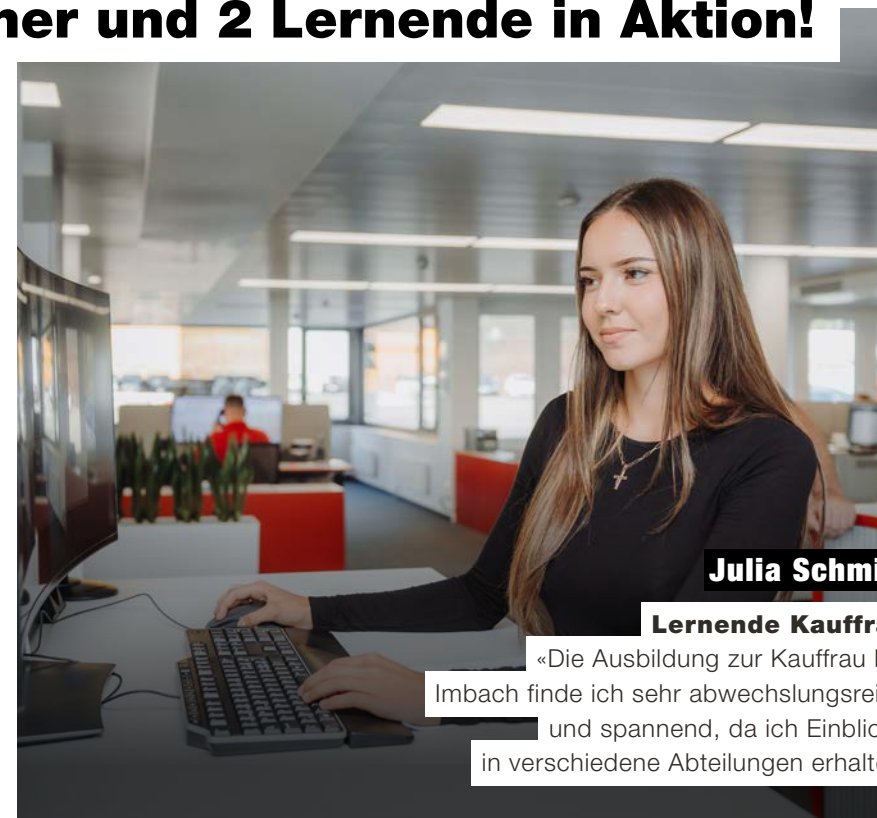 ner und 2 Lernende in Aktion!
Julia Schmi
Lernende Kauffra
«Die Ausbildung zur Kauffrau
Imbach finde ich sehr abwechslungsrei
und spannend, da ich Einblic
in verschiedene Abteilungen erhalte